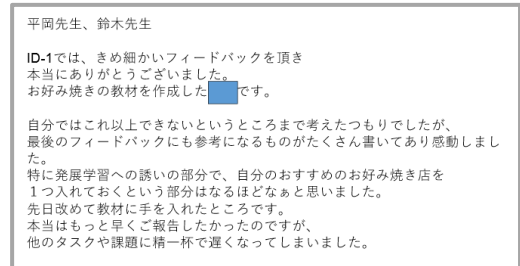 平岡先生、鈴木先生
ID-1では、きめ細かいフィードバックを頂き
本当にありがとうございました。
お好み焼きの教材を作成した です。
自分ではこれ以上できないというところまで考えたつもりでしたが、
最後のフィードバックにも参考になるものがたくさん書いてあり感動しまし
た。
特に発展学習への誘いの部分で、自分のおすすめのお好み焼き店を
１つ入れておくという部分はなるほどなぁと思いました。
先日改めて教材に手を入れたところです。
本当はもっと早くご報告したかったのですが、
他のタスクや課題に精一杯で遅くなってしまいました。